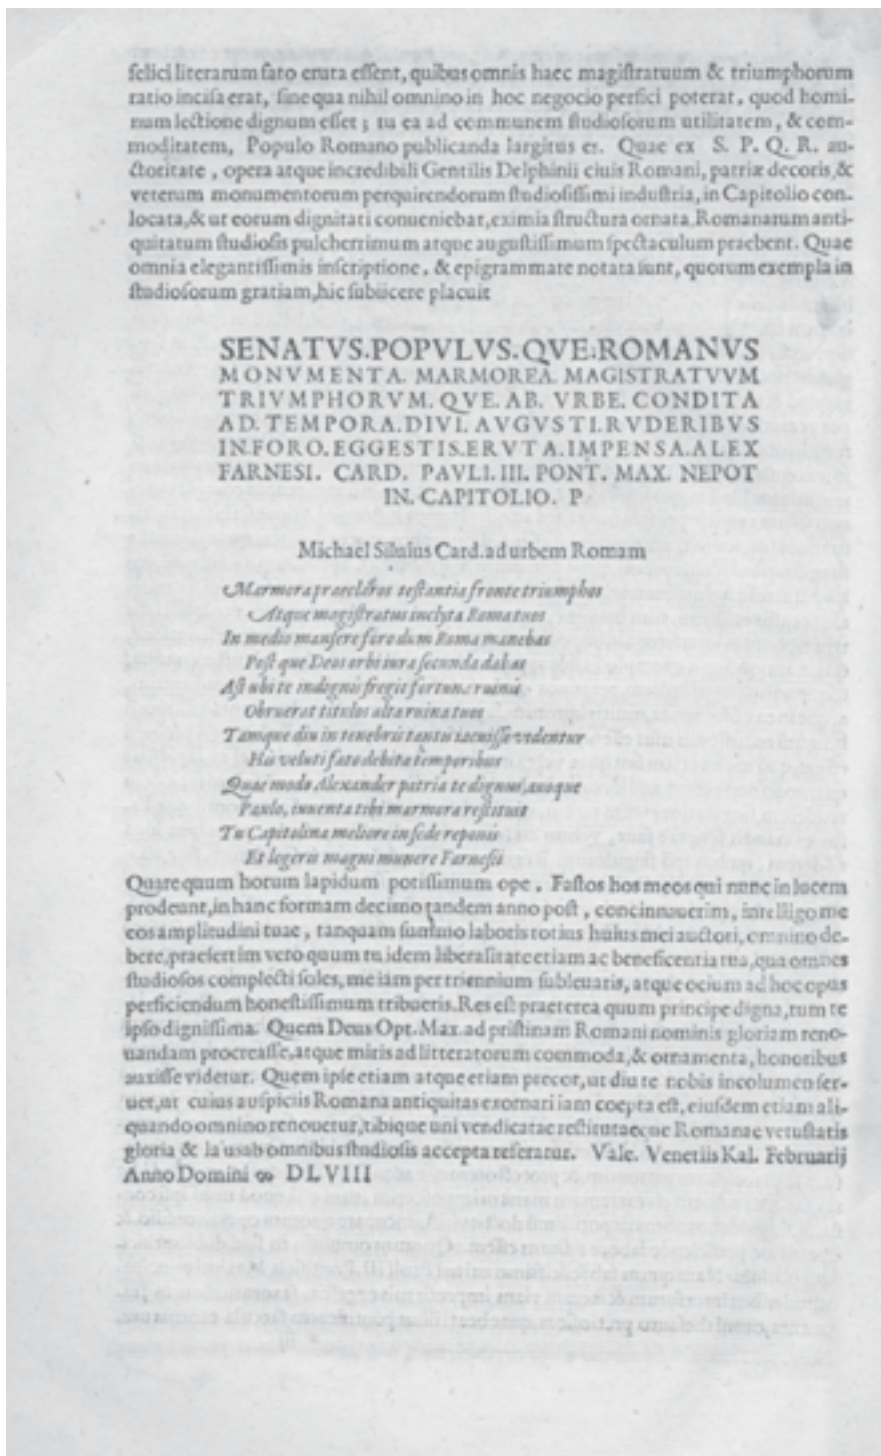 felici literarum fato eruta essent, quibus omnis haec magistratuum & triumphorum
ratio incisa erat, sine qua nihil omnino in hoc negocio perfici poterat, quod homi-
num lectione dignum esset; tu ea ad communem studiosorum utilitatem, & com-
moditatem, Populo Romano publicanda largitus es. Quae ex S. P. Q. R. au-
ctoritate, opera atque incredibili Gentilis Delphinii ciuis Romani, patriæ decoris, &
veterum monumentorum perquirendorum studiosissimi industria, in Capitolio con-
locata, & ut eorum dignitati conueniebat, eximia structura ornata Romanarum anti-
quitatum studiosis pulcherrimum atque augustissimum spectaculum praebent. Quae
omnia elegantissimis inscriptione, & epigrammate notata sunt, quorum exempla in
studiosorum gratiam, hic subiicere placuit
SENATVS.POPVLVS.QVE.ROMANVS
MONVMENTA. MARMOREA. MAGISTRATVVM
TRIVMPHORVM. QVE. AB. VRBE. CONDITA
AD. TEMPORA. DIVI. AVGVSTI. RVDERIBVS
IN.FORO. EGGESTIS. ERVTA. IMPENSA. ALEX
FARNESI. CARD. PAVLI. III. PONT. MAX. NEPOT
IN. CAPITOLIO. P
Michael Siluius Card. ad urbem Romam
Marmora praeclaros testantia fronte triumphos
Atque magistratus inclyta Roma tuos
In medio mansere foro dum Roma manebas
Post que Deos orbi iura secunda dabas
Ast ubi te indignis fregit fortuna ruinis
Obruerat titulos alta ruina tuos
Iamque diu in tenebris tantis iacuisse videntur
His veluti fato debita temporibus
Quae modo Alexander patria te dignus, auoque
Paulo, inuenta tibi marmora restituit
Tu Capitolina meliore in sede reponis
Et legeris magni munere Farnesii
Quare quum horum lapidum potissimum ope, Fastos hos meos qui nunc in lucem
prodeunt, in hanc formam decimo tandem anno post, concinnauerim, intelligo me
eos amplitudini tuae, tanquam summo laboris totius huius mei auctori, omnino de-
bere, praesertim vero quum tu idem liberalitate etiam ac beneficentia tua, qua omnes
studiosos complecti soles, me iam per triennium subleuaris, atque ocium ad hoc opus
perficiendum honestissimum tribueris. Res est praeterea quum principe digna, tum te
ipso dignissima. Quem Deus Opt. Max. ad pristinam Romani nominis gloriam reno-
uandam procreasse, atque miris ad litteratorum commoda, & ornamenta, honoribus
auxisse videtur. Quem ipse etiam atque etiam precor, ut diu te nobis incolumen ser-
uet, ut cuius auspiciis Romana antiquitas exornari iam coepta est, eiusdem etiam ali-
quando omnino renouetur, tibique uni vendicatae restitutaeque Romanae vetustatis
gloria & laus ab omnibus studiosis accepta referatur. Vale. Venetiis Kal. Februarij
Anno Domini ∞ DLVIII